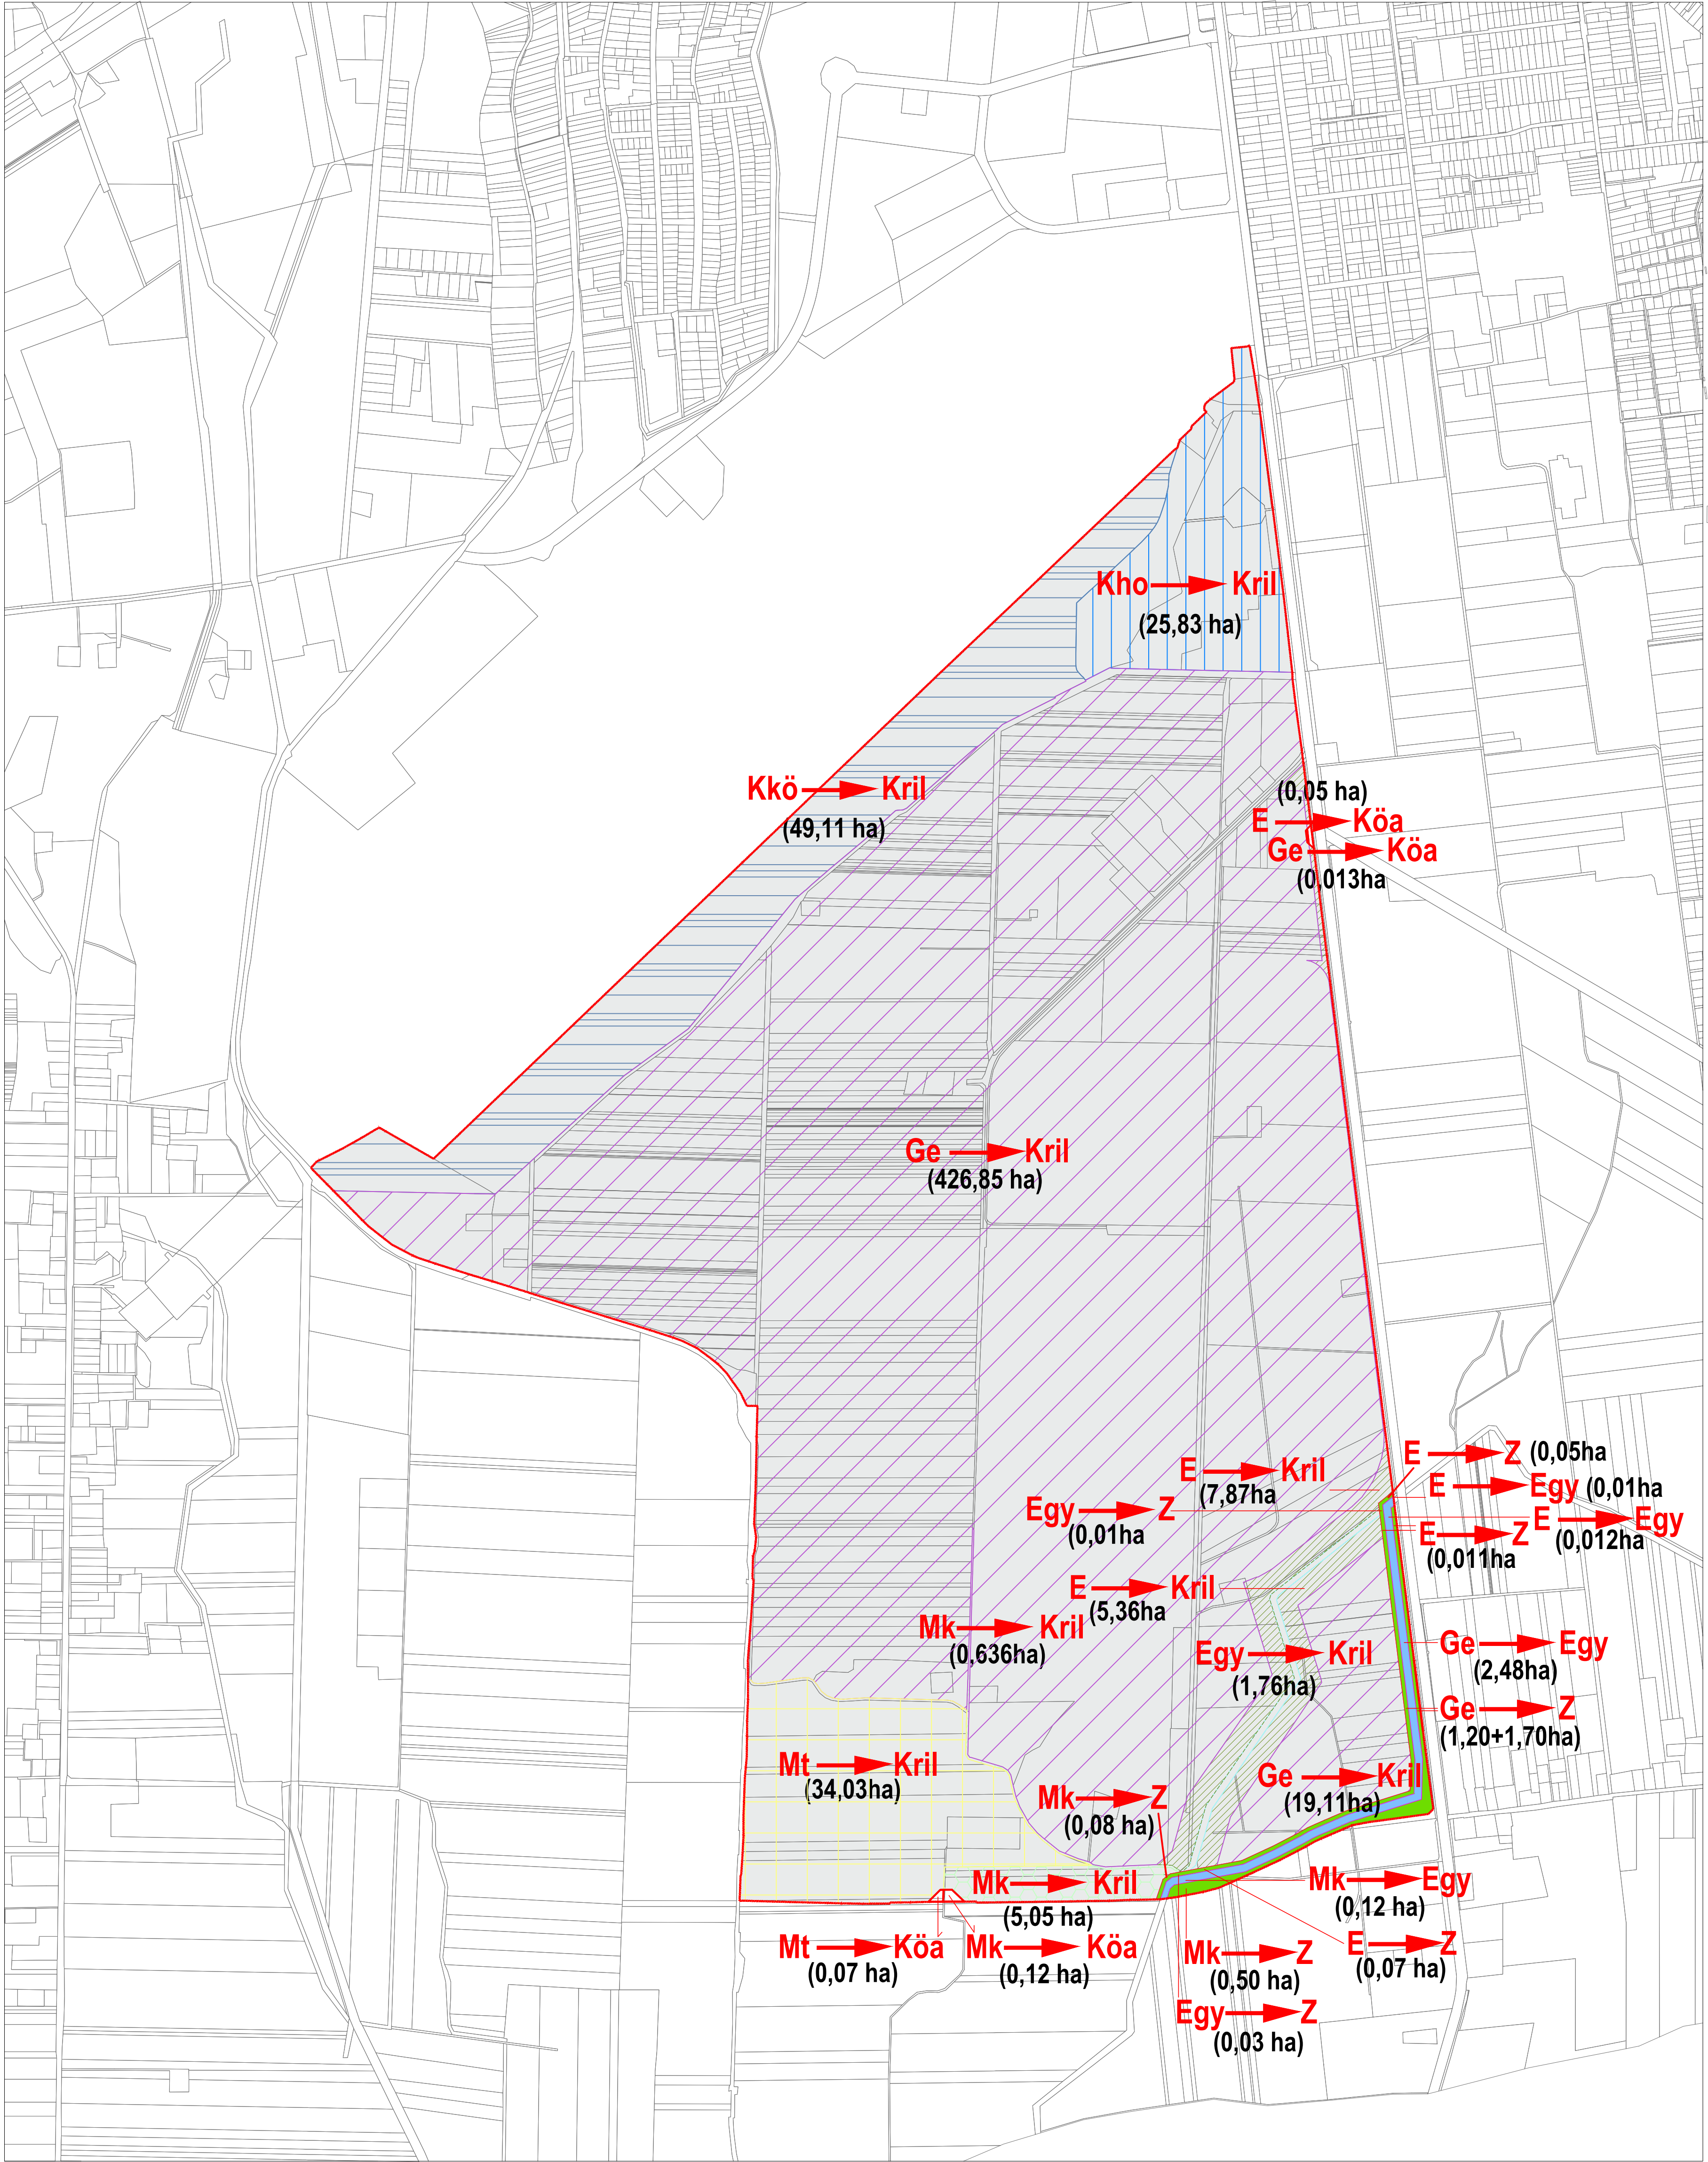 Kho → Kril
(25,83 ha)
Kkö → Kril
(49,11 ha)
(0,05 ha)
E → Köa
Ge → Köa
(0,013ha
Ge → Kril
(426,85 ha)
E → Z (0,05ha
E → Kril
(7,87ha
E → Egy (0,01ha
Egy → Z
(0,01ha
E → Egy
(0,012ha
E → Z
(0,011ha
E → Kril
(5,36ha
Mk → Kril
(0,636ha)
Egy → Kril
(1,76ha)
Ge → Egy
(2,48ha)
Ge → Z
(1,20+1,70ha)
Mt → Kril
(34,03ha)
Ge → Kril
(19,11ha)
Mk → Z
(0,08 ha)
Mk → Kril
(5,05 ha)
Mk → Egy
(0,12 ha)
Mt → Köa
(0,07 ha)
Mk → Köa
(0,12 ha)
Mk → Z
(0,50 ha)
E → Z
(0,07 ha)
Egy → Z
(0,03 ha)